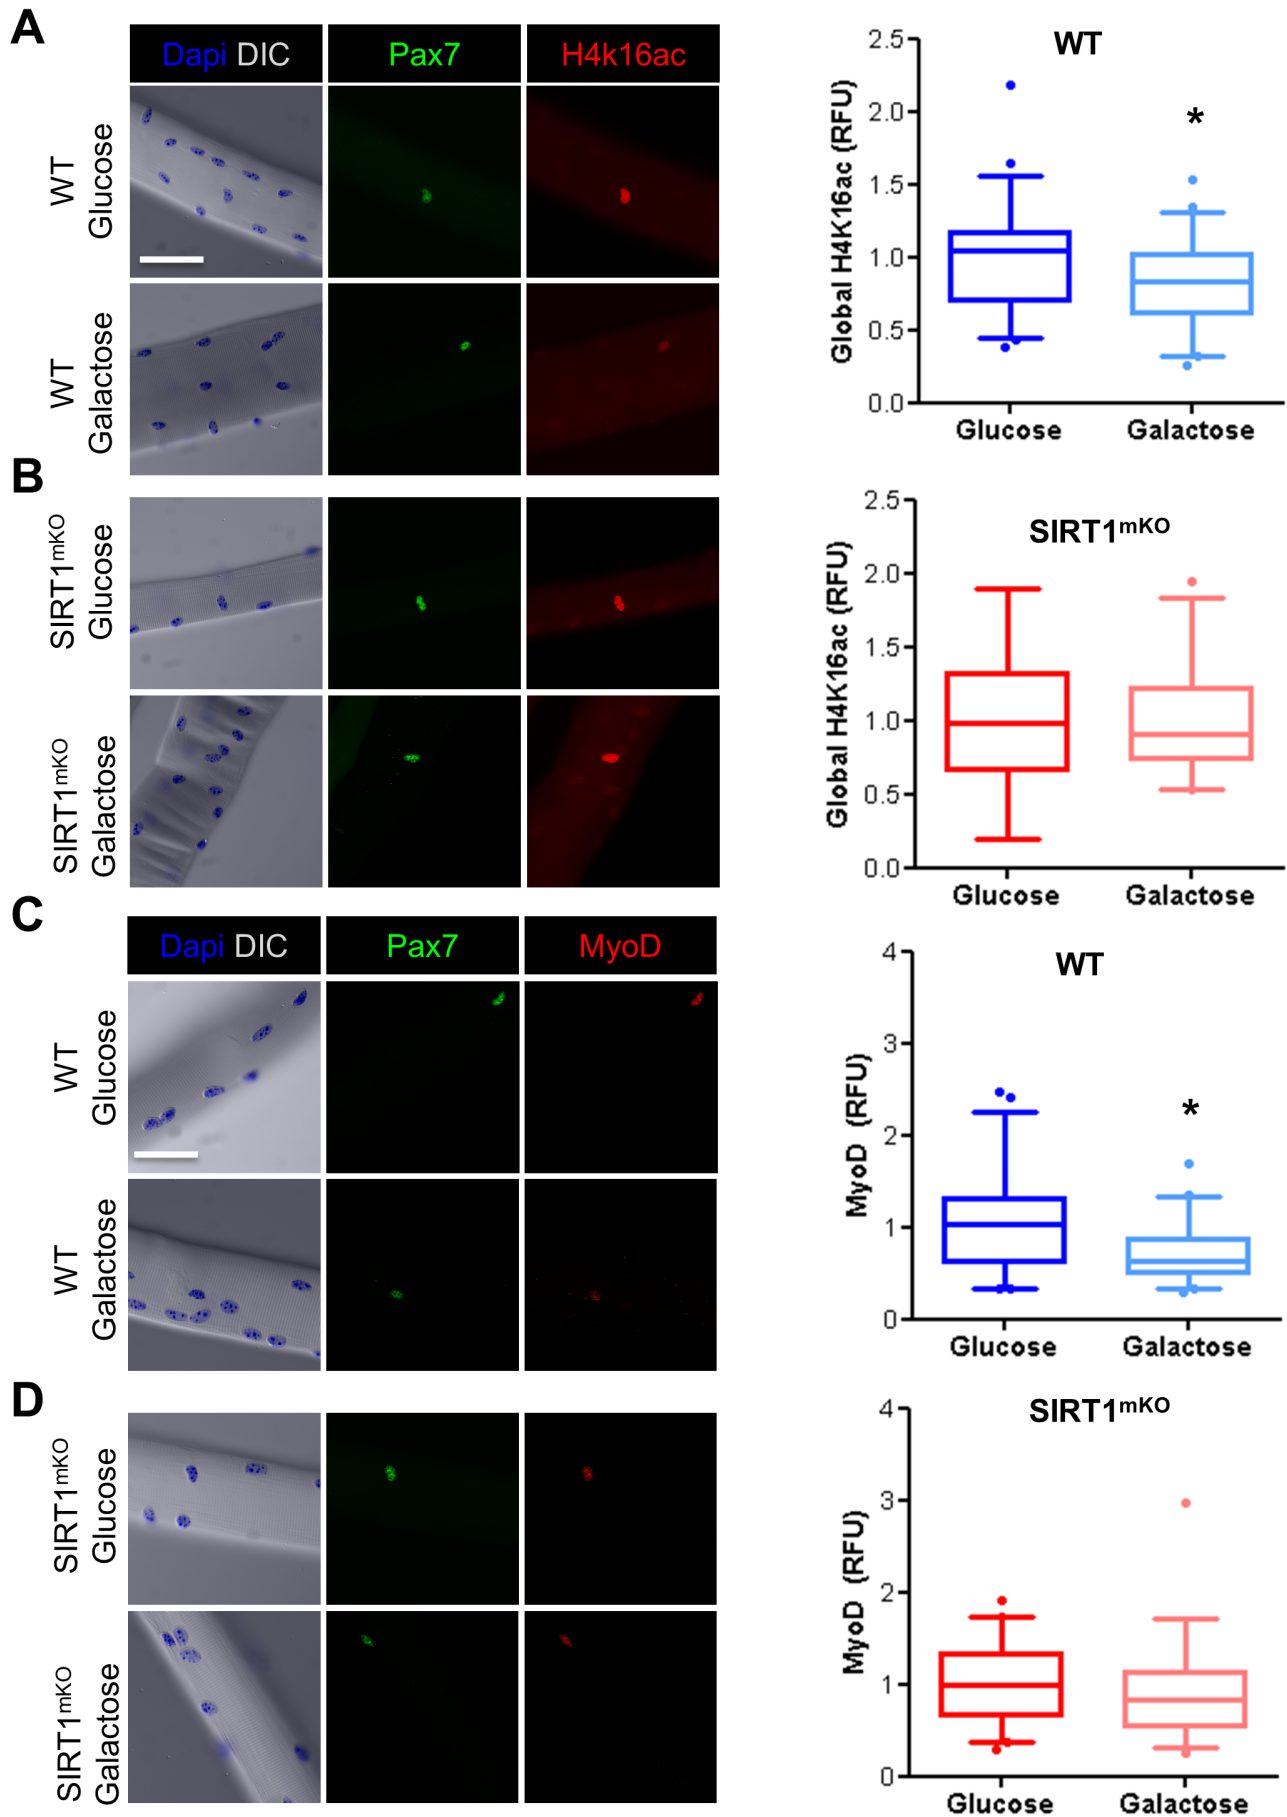 A
Dapi DIC
Pax7
H4k16ac
WT
Glucose
WT
Galactose
WT
*
Global H4K16ac (RFU)
2.5
2.0
1.5
1.0
0.5
0.0
Glucose
Galactose
B
SIRT1mKO
Glucose
SIRT1mKO
Galactose
SIRT1mKO
Global H4K16ac (RFU)
2.5
2.0
1.5
1.0
0.5
0.0
Glucose
Galactose
C
Dapi DIC
Pax7
MyoD
WT
Glucose
WT
Galactose
WT
*
MyoD (RFU)
4
3
2
1
0
Glucose
Galactose
D
SIRT1mKO
Glucose
SIRT1mKO
Galactose
SIRT1mKO
MyoD (RFU)
4
3
2
1
0
Glucose
Galactose